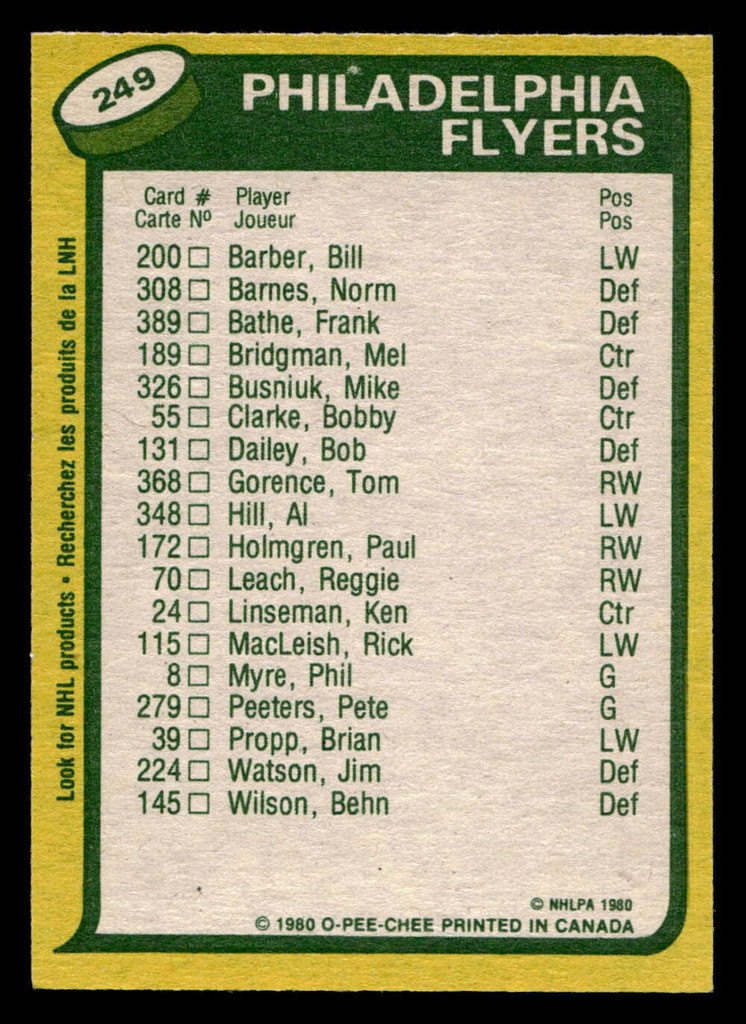 249
PHILADELPHIA
FLYERS
Card # Player Pos
Carte Nº Joueur Pos
200 □ Barber, Bill LW
308 □ Barnes, Norm Def
389 □ Bathe, Frank Def
189 □ Bridgman, Mel Ctr
326 □ Busniuk, Mike Def
55 □ Clarke, Bobby Ctr
131 □ Dailey, Bob Def
368 □ Gorence, Tom RW
348 □ Hill, Al LW
172 □ Holmgren, Paul RW
70 □ Leach, Reggie RW
24 □ Linseman, Ken Ctr
115 □ MacLeish, Rick LW
8 □ Myre, Phil G
279 □ Peeters, Pete G
39 □ Propp, Brian LW
224 □ Watson, Jim Def
145 □ Wilson, Behn Def
© NHLPA 1980
© 1980 O-PEE-CHEE PRINTED IN CANADA
Look for NHL products • Recherchez les produits de la LNH